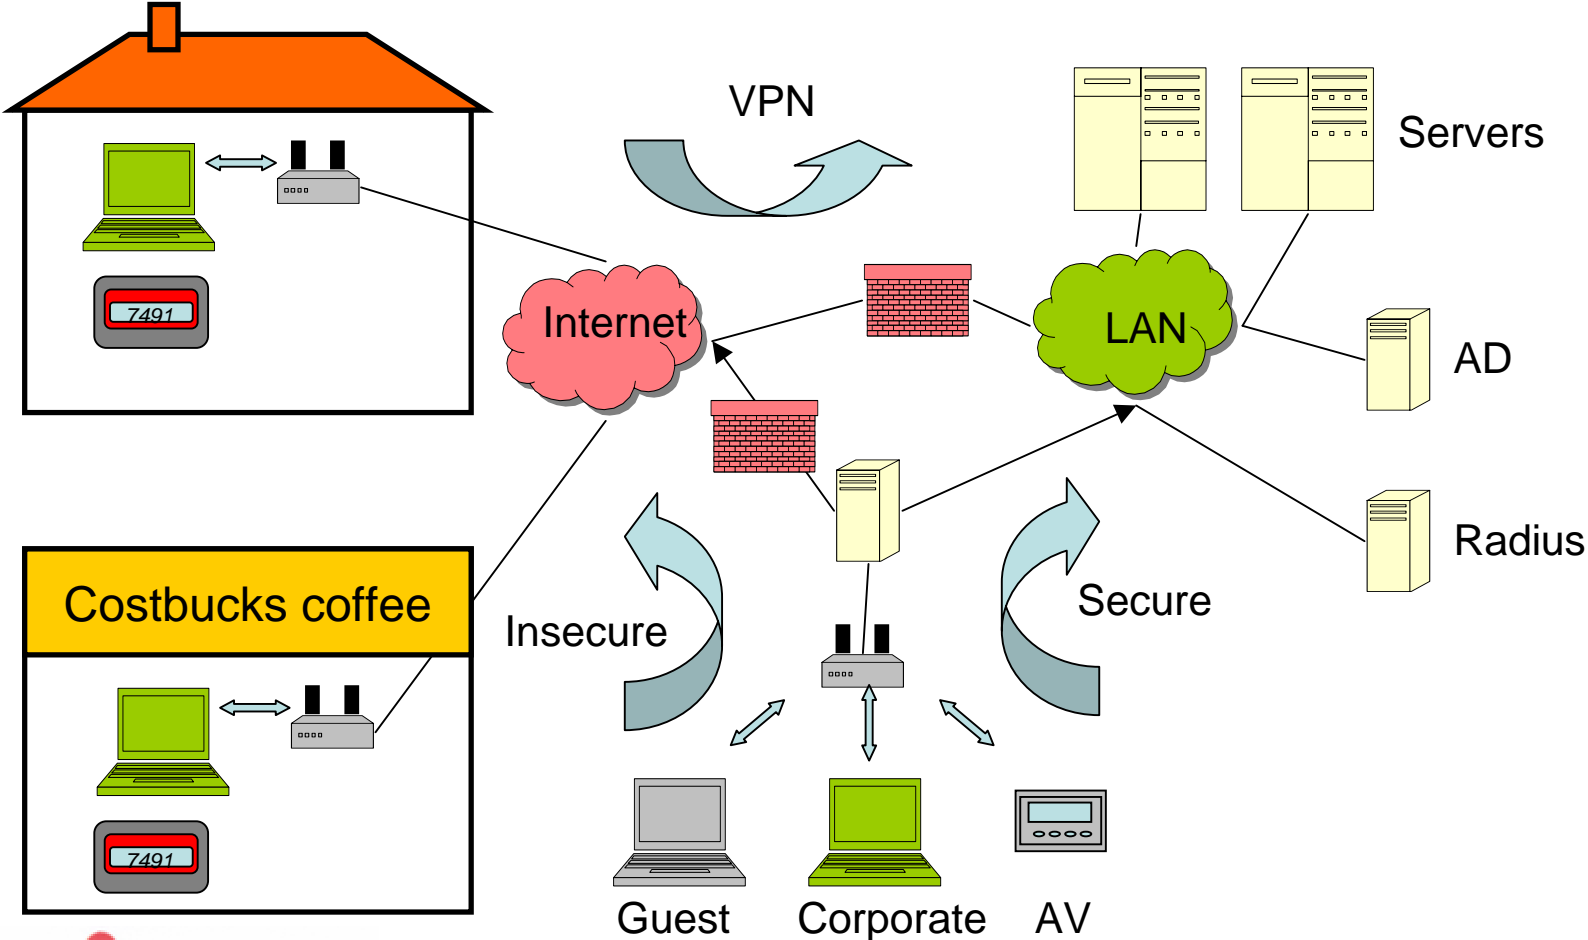 VPN
Servers
7491
Internet
LAN
AD
Costbucks coffee
Insecure
Secure
Radius
7491
Guest
Corporate
AV